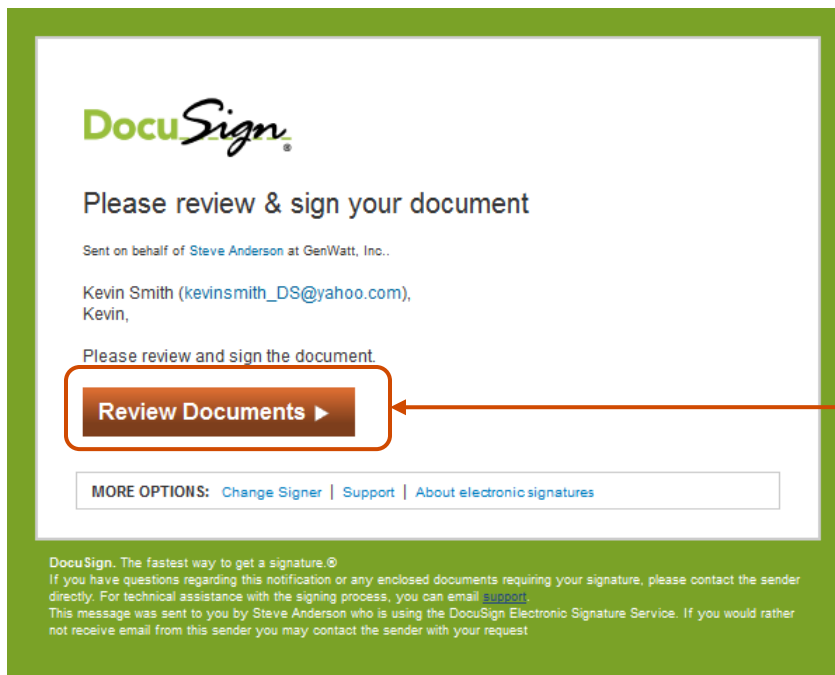 DocuSign®
Please review & sign your document
Sent on behalf of Steve Anderson at GenWatt, Inc..
Kevin Smith (kevinsmith_DS@yahoo.com),
Kevin,
Please review and sign the document.
Review Documents ►
MORE OPTIONS: Change Signer | Support | About electronic signatures
DocuSign. The fastest way to get a signature.®
If you have questions regarding this notification or any enclosed documents requiring your signature, please contact the sender
directly. For technical assistance with the signing process, you can email support.
This message was sent to you by Steve Anderson who is using the DocuSign Electronic Signature Service. If you would rather
not receive email from this sender you may contact the sender with your request